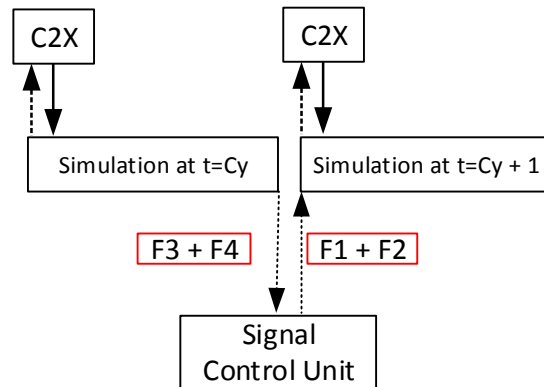 C2X
C2X
Simulation at t=Cy
Simulation at t=Cy + 1
F3 + F4
F1 + F2
Signal
Control Unit